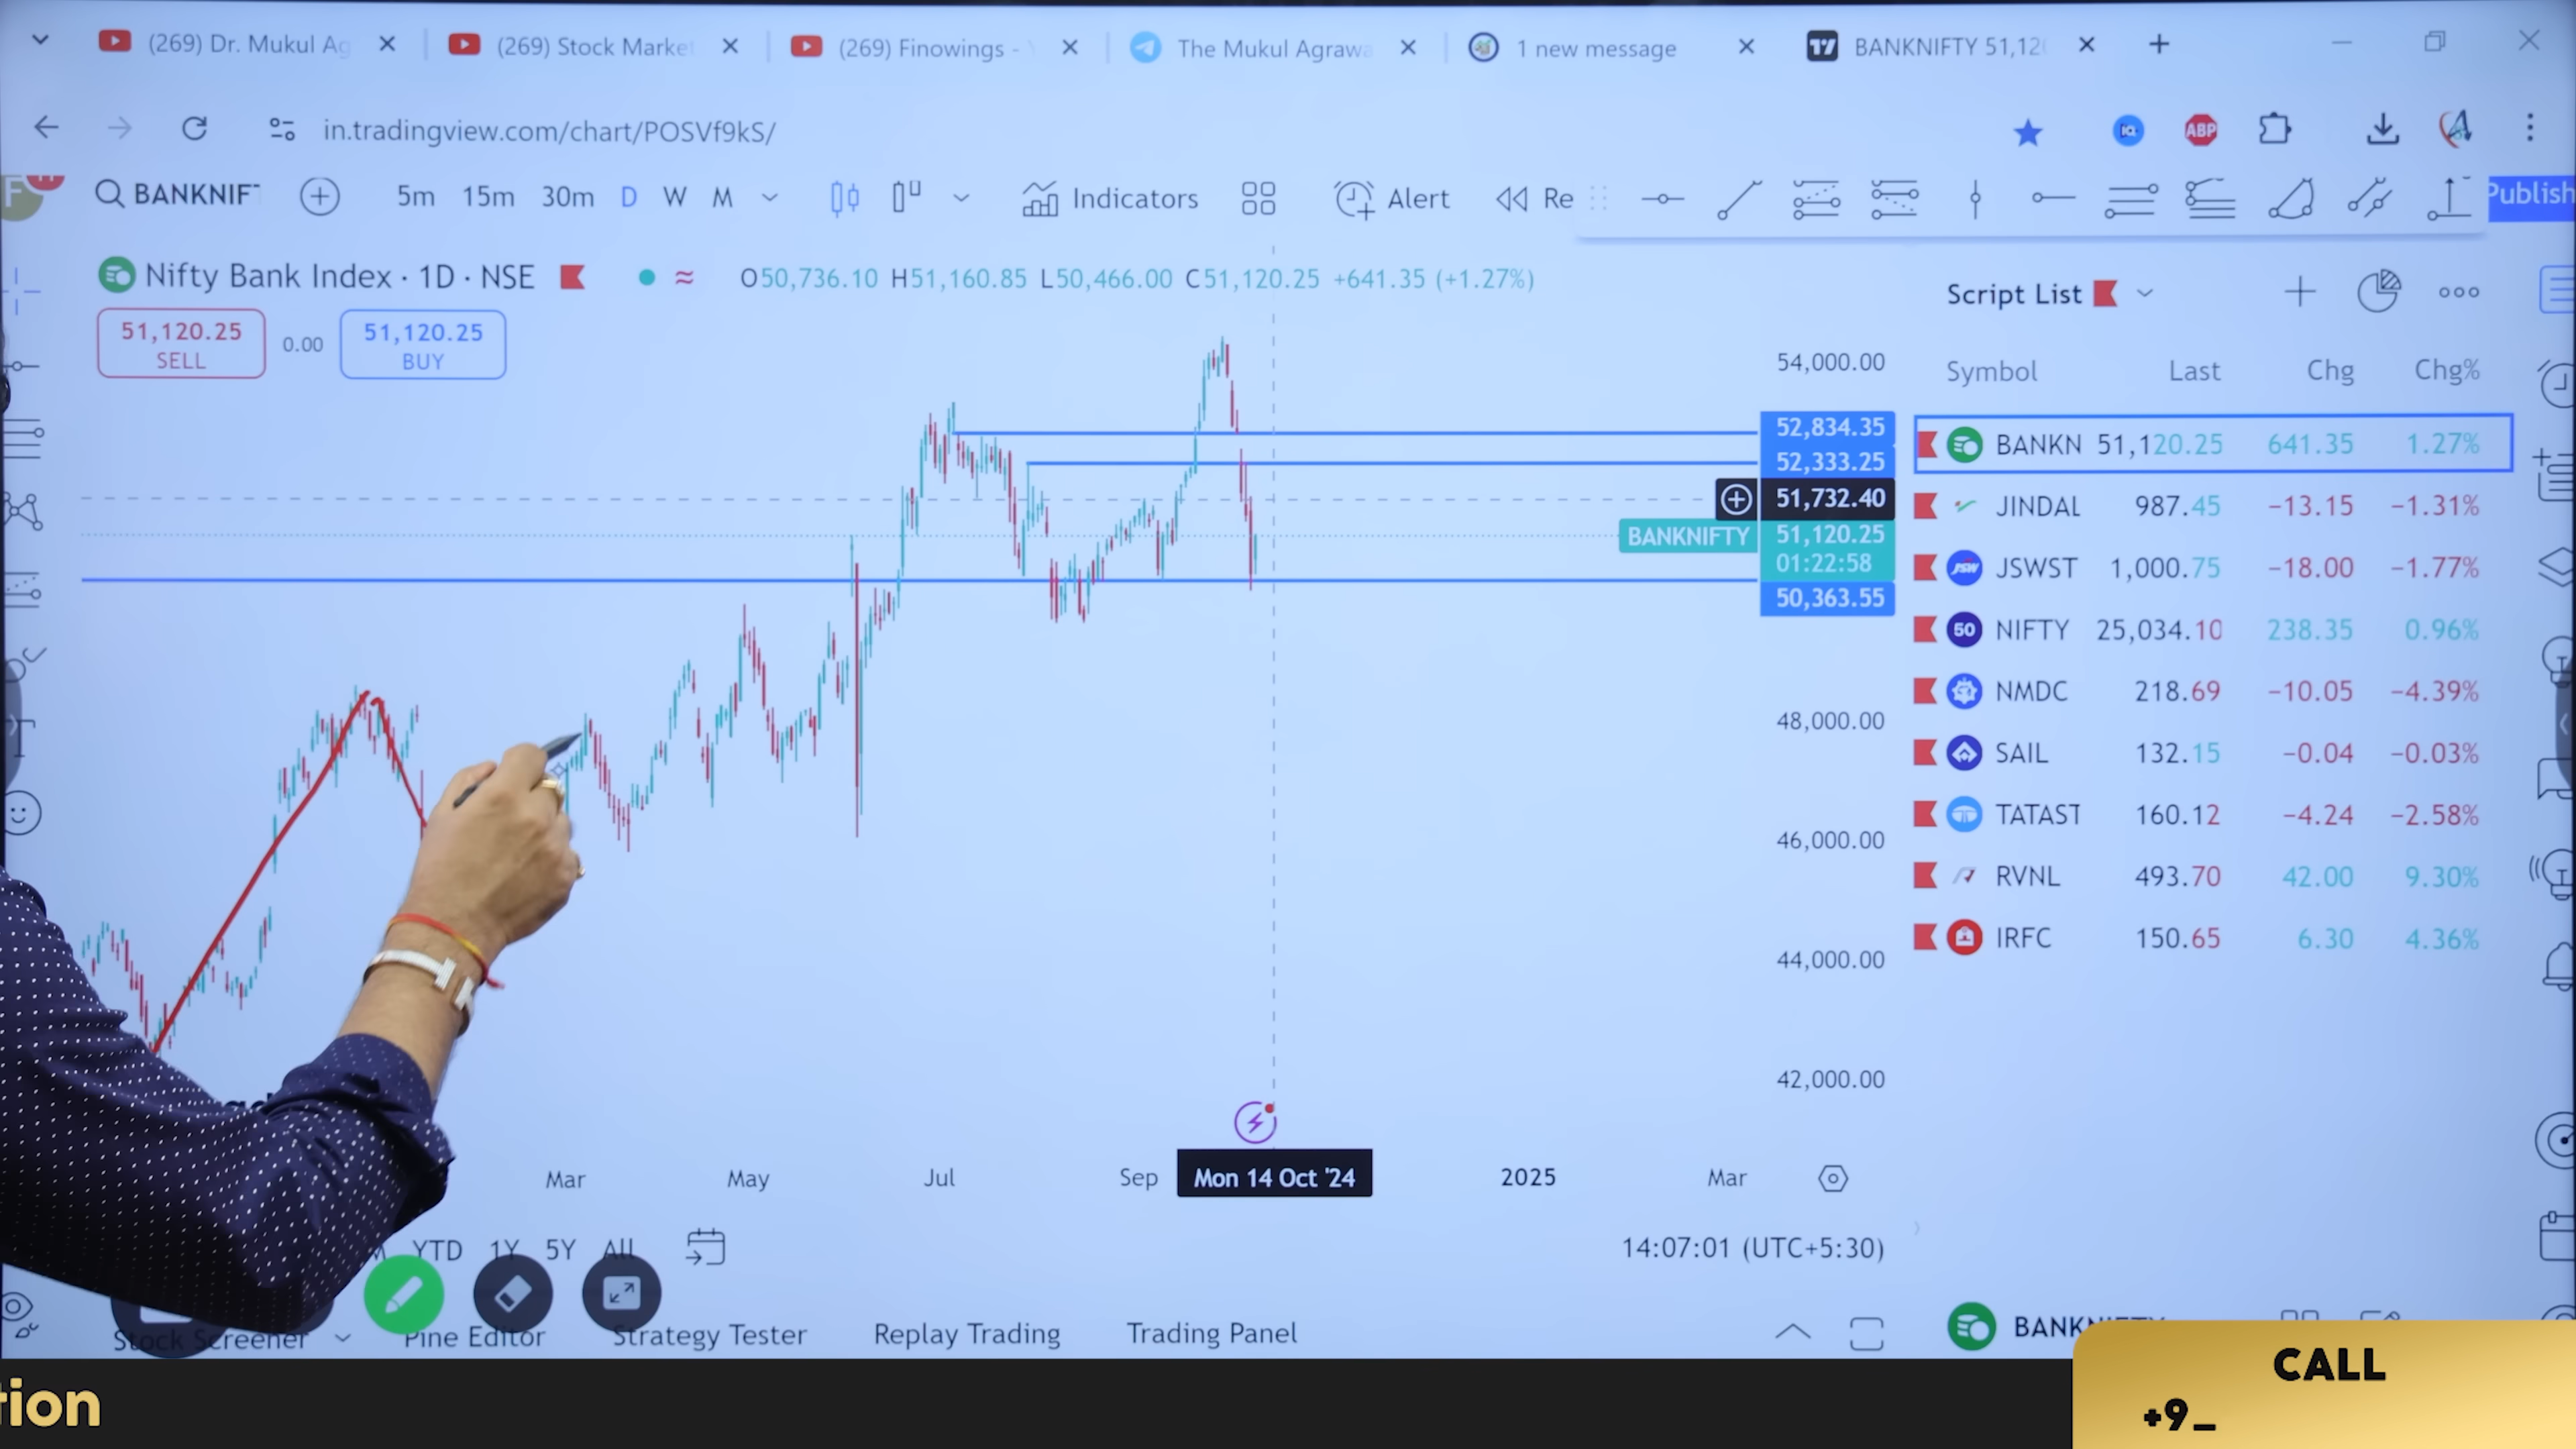 (269) Dr. Mukul Ag
(269) Stock Market
(269) Finowings -
The Mukul Agrawa
1 new message
BANKNIFTY 51,12
in.tradingview.com/chart/POSVf9kS/
ABP
F
BANKNIF
5m 15m 30m D W M
Indicators
Alert
Re
Publish
Nifty Bank Index · 1D · NSE
O50,736.10 H51,160.85 L50,466.00 C51,120.25 +641.35 (+1.27%)
51,120.25
SELL
0.00
51,120.25
BUY
54,000.00
52,834.35
52,333.25
51,732.40
BANKNIFTY
51,120.25
01:22:58
50,363.55
48,000.00
46,000.00
44,000.00
42,000.00
Script List
Symbol Last Chg Chg%
BANKN 51,120.25 641.35 1.27%
JINDAL 987.45 −13.15 −1.31%
JSW
JSWST 1,000.75 −18.00 −1.77%
50
NIFTY 25,034.10 238.35 0.96%
NMDC 218.69 −10.05 −4.39%
SAIL 132.15 −0.04 −0.03%
TATAST 160.12 −4.24 −2.58%
RVNL 493.70 42.00 9.30%
IRFC 150.65 6.30 4.36%
Mar May Jul Sep Mon 14 Oct '24 2025 Mar
YTD 1Y 5Y All
14:07:01 (UTC+5:30)
Stock Screener Pine Editor Strategy Tester Replay Trading Trading Panel
tion
CALL
+9_